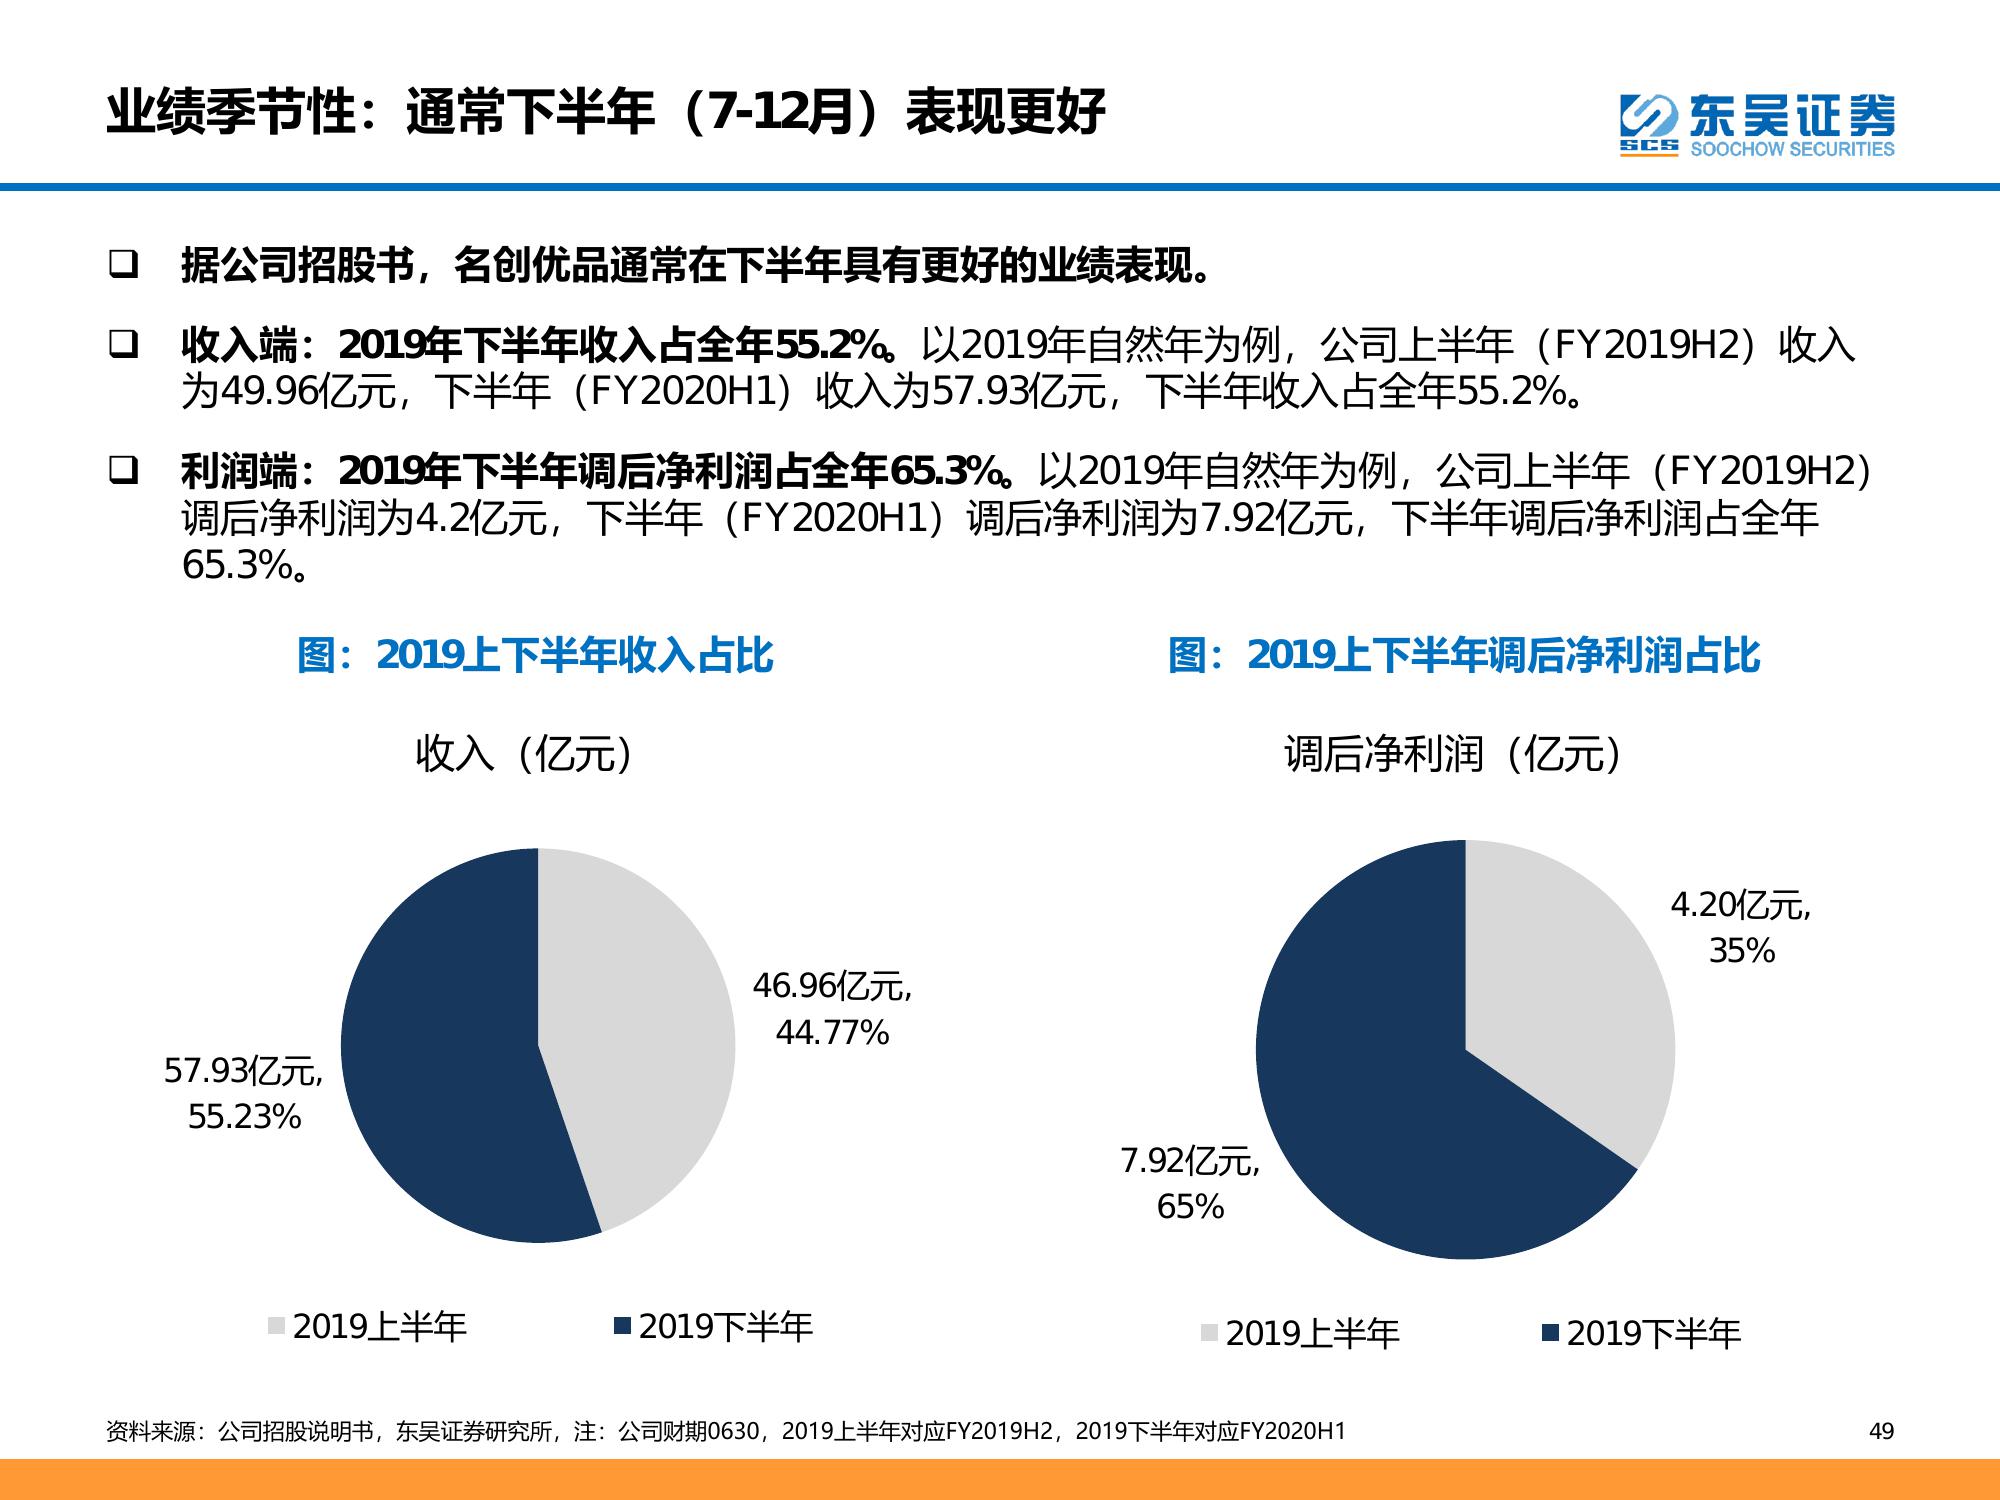 业绩季节性：通常下半年（7-12月）表现更好
东吴证券
SCS
SOOCHOW SECURITIES
❑ 据公司招股书，名创优品通常在下半年具有更好的业绩表现。
❑ 收入端：2019年下半年收入占全年55.2%。以2019年自然年为例，公司上半年（FY2019H2）收入
为49.96亿元，下半年（FY2020H1）收入为57.93亿元，下半年收入占全年55.2%。
❑ 利润端：2019年下半年调后净利润占全年65.3%。以2019年自然年为例，公司上半年（FY2019H2）
调后净利润为4.2亿元，下半年（FY2020H1）调后净利润为7.92亿元，下半年调后净利润占全年
65.3%。
图：2019上下半年收入占比
收入（亿元）
46.96亿元,
44.77%
57.93亿元,
55.23%
2019上半年 2019下半年
图：2019上下半年调后净利润占比
调后净利润（亿元）
4.20亿元,
35%
7.92亿元,
65%
2019上半年 2019下半年
资料来源：公司招股说明书，东吴证券研究所，注：公司财期0630，2019上半年对应FY2019H2，2019下半年对应FY2020H1
49